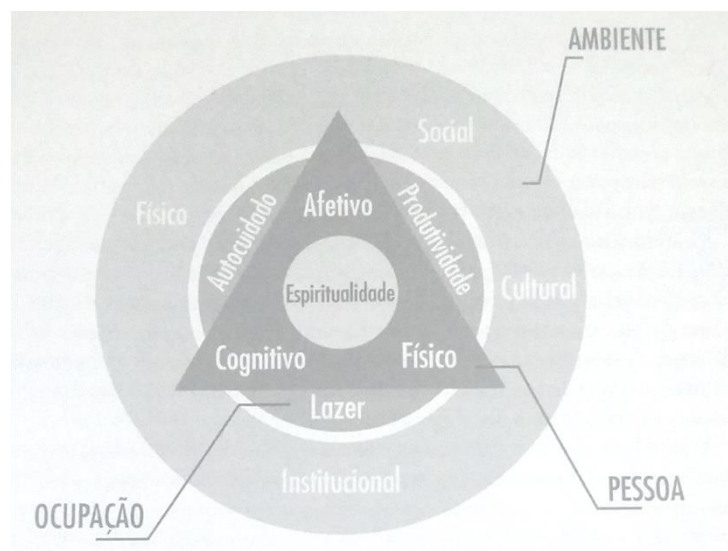 AMBIENTE
Social
Físico
Autocuidado
Afetivo
Produtividade
Espiritualidade
Cultural
Cognitivo
Físico
Lazer
Institucional
PESSOA
OCUPAÇÃO